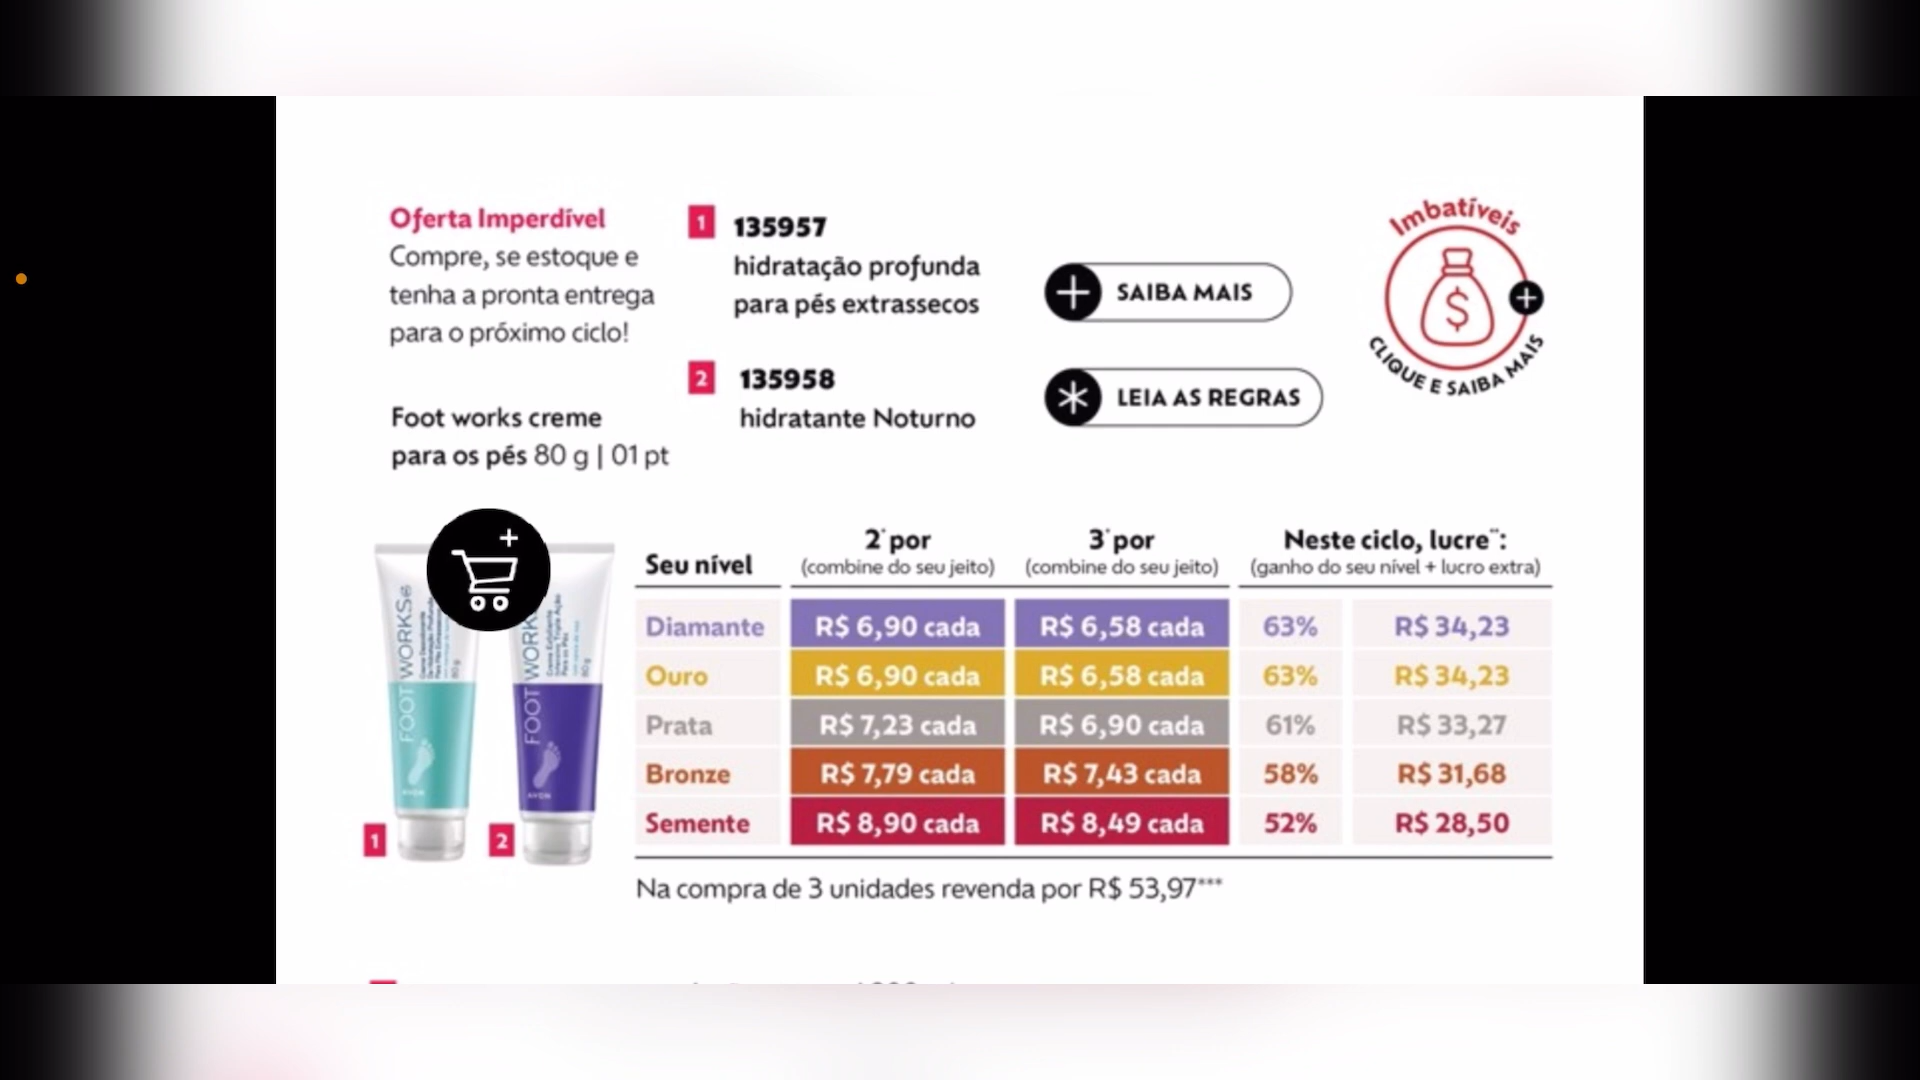 Oferta Imperdível
Compre, se estoque e
tenha a pronta entrega
para o próximo ciclo!
Foot works creme
para os pés 80 g | 01 pt
1
135957
hidratação profunda
para pés extrassecos
2
135958
hidratante Noturno
SAIBA MAIS
LEIA AS REGRAS
Imbatíveis
$
CLIQUE E SAIBA MAIS
FOOT WORKS
80 g
AVON
1
FOOT WORKS
80 g
AVON
2
Seu nível
2* por
(combine do seu jeito)
3* por
(combine do seu jeito)
Neste ciclo, lucre**:
(ganho do seu nível + lucro extra)
Diamante R$ 6,90 cada R$ 6,58 cada 63% R$ 34,23
Ouro R$ 6,90 cada R$ 6,58 cada 63% R$ 34,23
Prata R$ 7,23 cada R$ 6,90 cada 61% R$ 33,27
Bronze R$ 7,79 cada R$ 7,43 cada 58% R$ 31,68
Semente R$ 8,90 cada R$ 8,49 cada 52% R$ 28,50
Na compra de 3 unidades revenda por R$ 53,97***